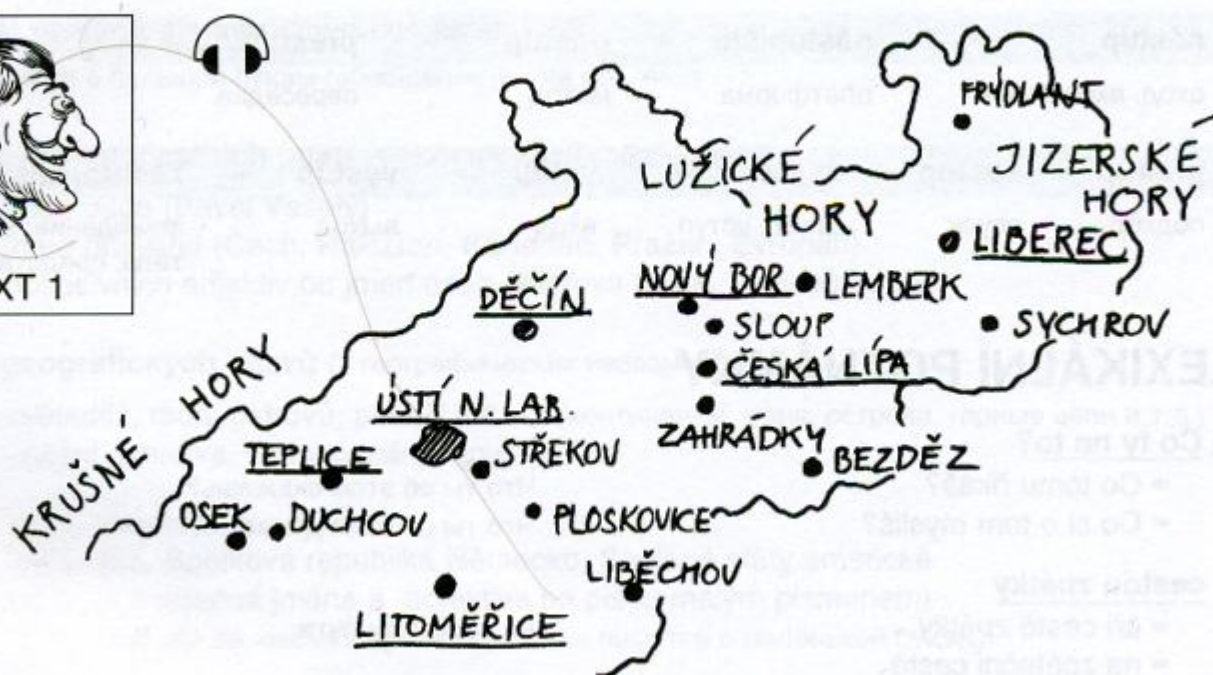 FRÝDLANT
JIZERSKÉ
HORY
LUŽICKÉ
HORY
LIBEREC
NOVÝ BOR
LEMBERK
DĚČÍN
XT 1
SLOUP
SYCHROV
ČESKÁ LÍPA
KRUŠNÉ HORY
ÚSTÍ N. LAB.
ZAHRÁDKY
TEPLICE
STŘEKOV
BEZDĚZ
OSEK
DUCHCOV
PLOSKOVICE
LIBĚCHOV
LITOMĚŘICE